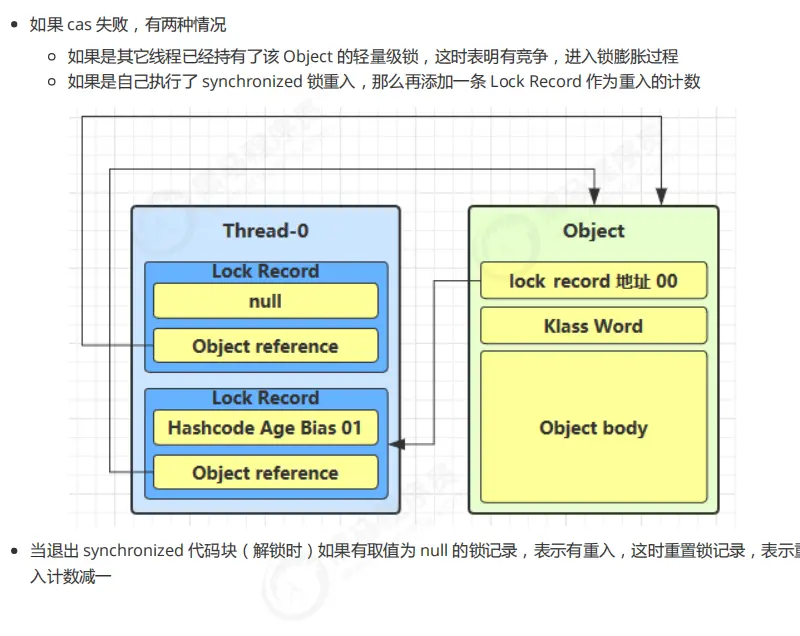 如果 cas 失败，有两种情况
如果是其它线程已经持有了该 Object 的轻量级锁，这时表明有竞争，进入锁膨胀过程
如果是自己执行了 synchronized 锁重入，那么再添加一条 Lock Record 作为重入的计数
Thread-0
Lock Record
null
Object reference
Lock Record
Hashcode Age Bias 01
Object reference
Object
lock record 地址 00
Klass Word
Object body
当退出 synchronized 代码块（解锁时）如果有取值为 null 的锁记录，表示有重入，这时重置锁记录，表示重
入计数减一